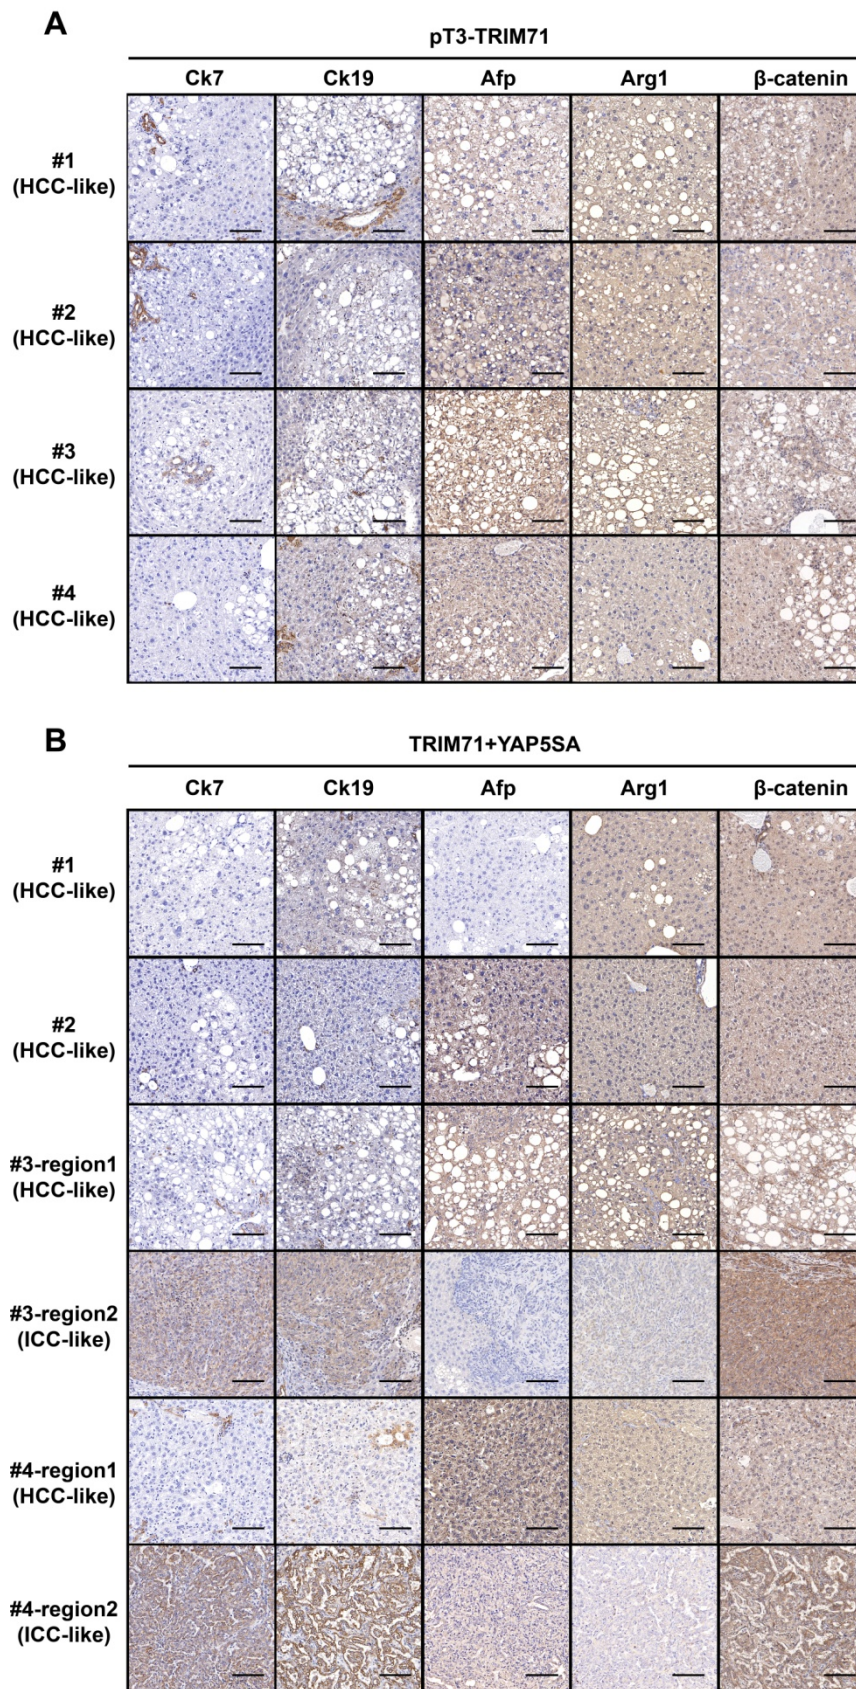 A
pT3-TRIM71
Ck7 Ck19 Afp Arg1 β-catenin
#1
(HCC-like)
#2
(HCC-like)
#3
(HCC-like)
#4
(HCC-like)
B
TRIM71+YAP5SA
Ck7 Ck19 Afp Arg1 β-catenin
#1
(HCC-like)
#2
(HCC-like)
#3-region1
(HCC-like)
#3-region2
(ICC-like)
#4-region1
(HCC-like)
#4-region2
(ICC-like)